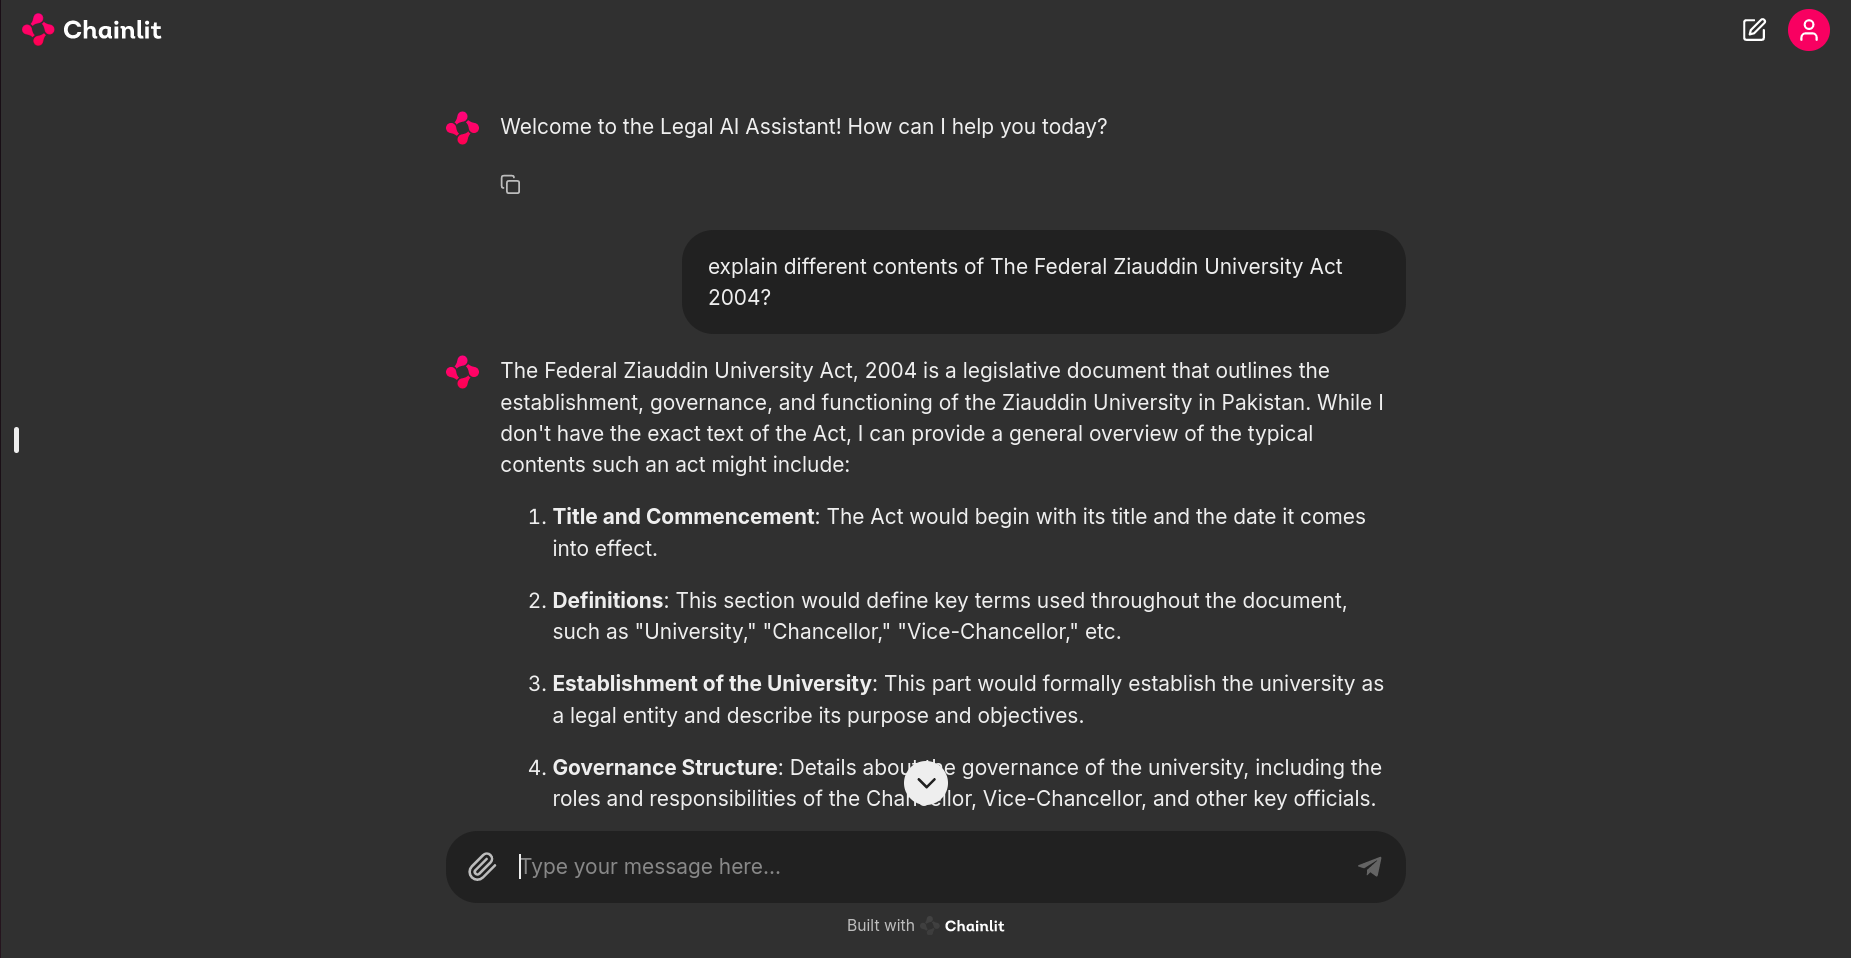 Chainlit
Welcome to the Legal AI Assistant! How can I help you today?
explain different contents of The Federal Ziauddin University Act
2004?
The Federal Ziauddin University Act, 2004 is a legislative document that outlines the
establishment, governance, and functioning of the Ziauddin University in Pakistan. While I
don't have the exact text of the Act, I can provide a general overview of the typical
contents such an act might include:
1. Title and Commencement: The Act would begin with its title and the date it comes
into effect.
2. Definitions: This section would define key terms used throughout the document,
such as "University," "Chancellor," "Vice-Chancellor," etc.
3. Establishment of the University: This part would formally establish the university as
a legal entity and describe its purpose and objectives.
4. Governance Structure: Details about the governance of the university, including the
roles and responsibilities of the Chancellor, Vice-Chancellor, and other key officials.
Type your message here...
Built with Chainlit